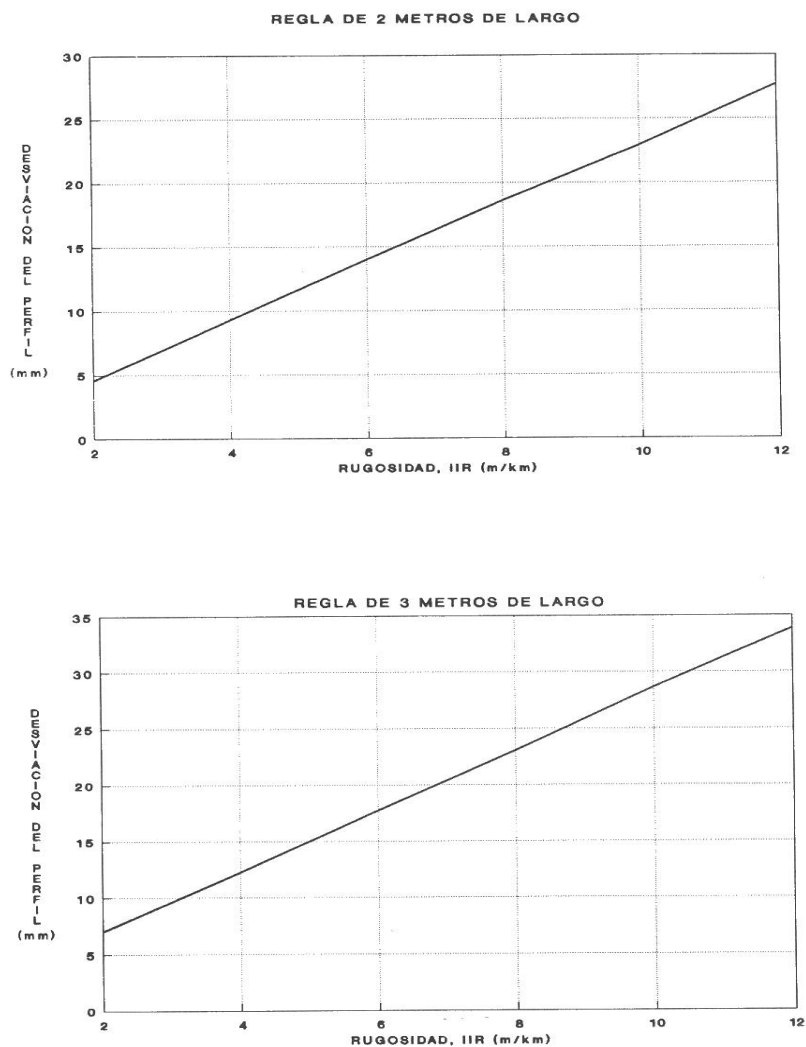 REGLA DE 2 METROS DE LARGO
30
25
20
15
10
5
0
DESVIACION DEL PERFIL
(mm)
2 4 6 8 10 12
RUGOSIDAD, IIR (m/km)
REGLA DE 3 METROS DE LARGO
35
30
25
20
15
10
5
0
DESVIACION DEL PERFIL
(mm)
2 4 6 8 10 12
RUGOSIDAD, IIR (m/km)